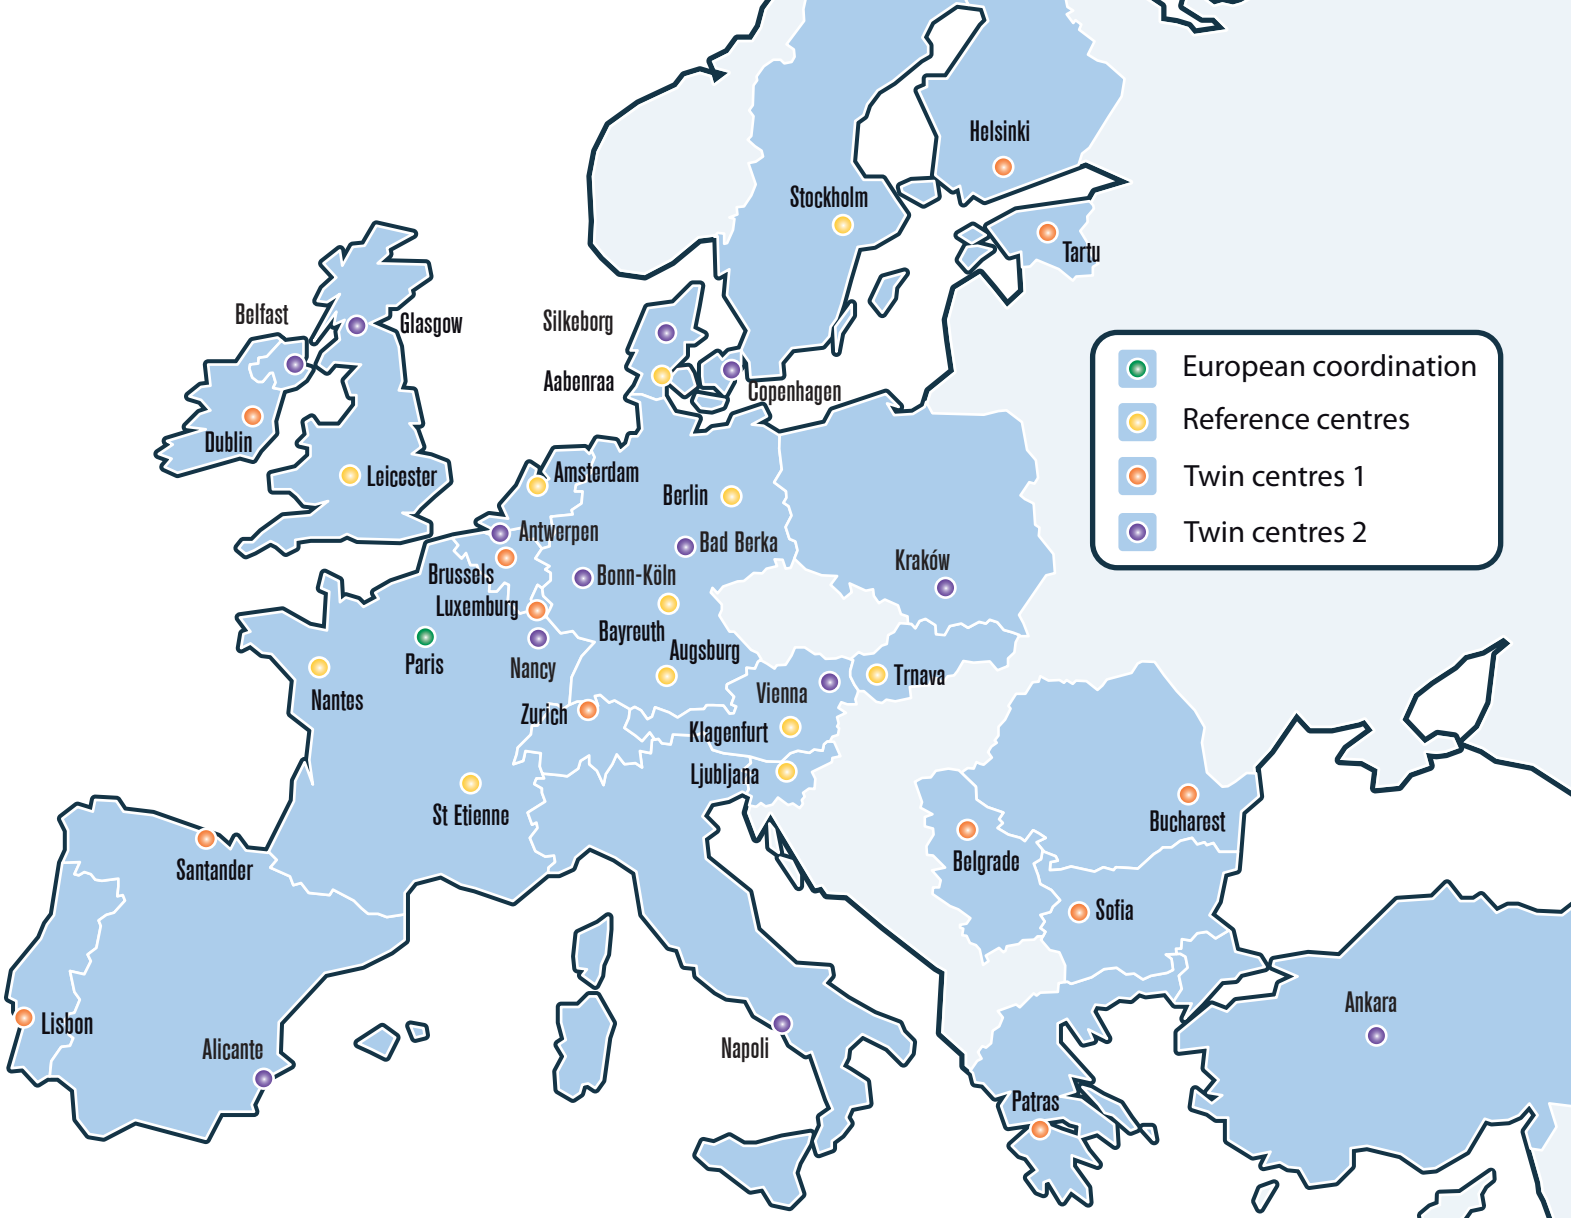 Helsinki
Stockholm
Tartu
Silkeborg
Belfast
Glasgow
Aabenraa
Copenhagen
European coordination
Reference centres
Twin centres 1
Twin centres 2
Dublin
Leicester
Amsterdam
Berlin
Antwerpen
Bad Berka
Kraków
Brussels
Bonn-Köln
Luxemburg
Bayreuth
Augsburg
Paris
Nancy
Trnava
Vienna
Nantes
Zurich
Klagenfurt
Ljubljana
St Etienne
Bucharest
Belgrade
Santander
Sofia
Ankara
Lisbon
Alicante
Napoli
Patras